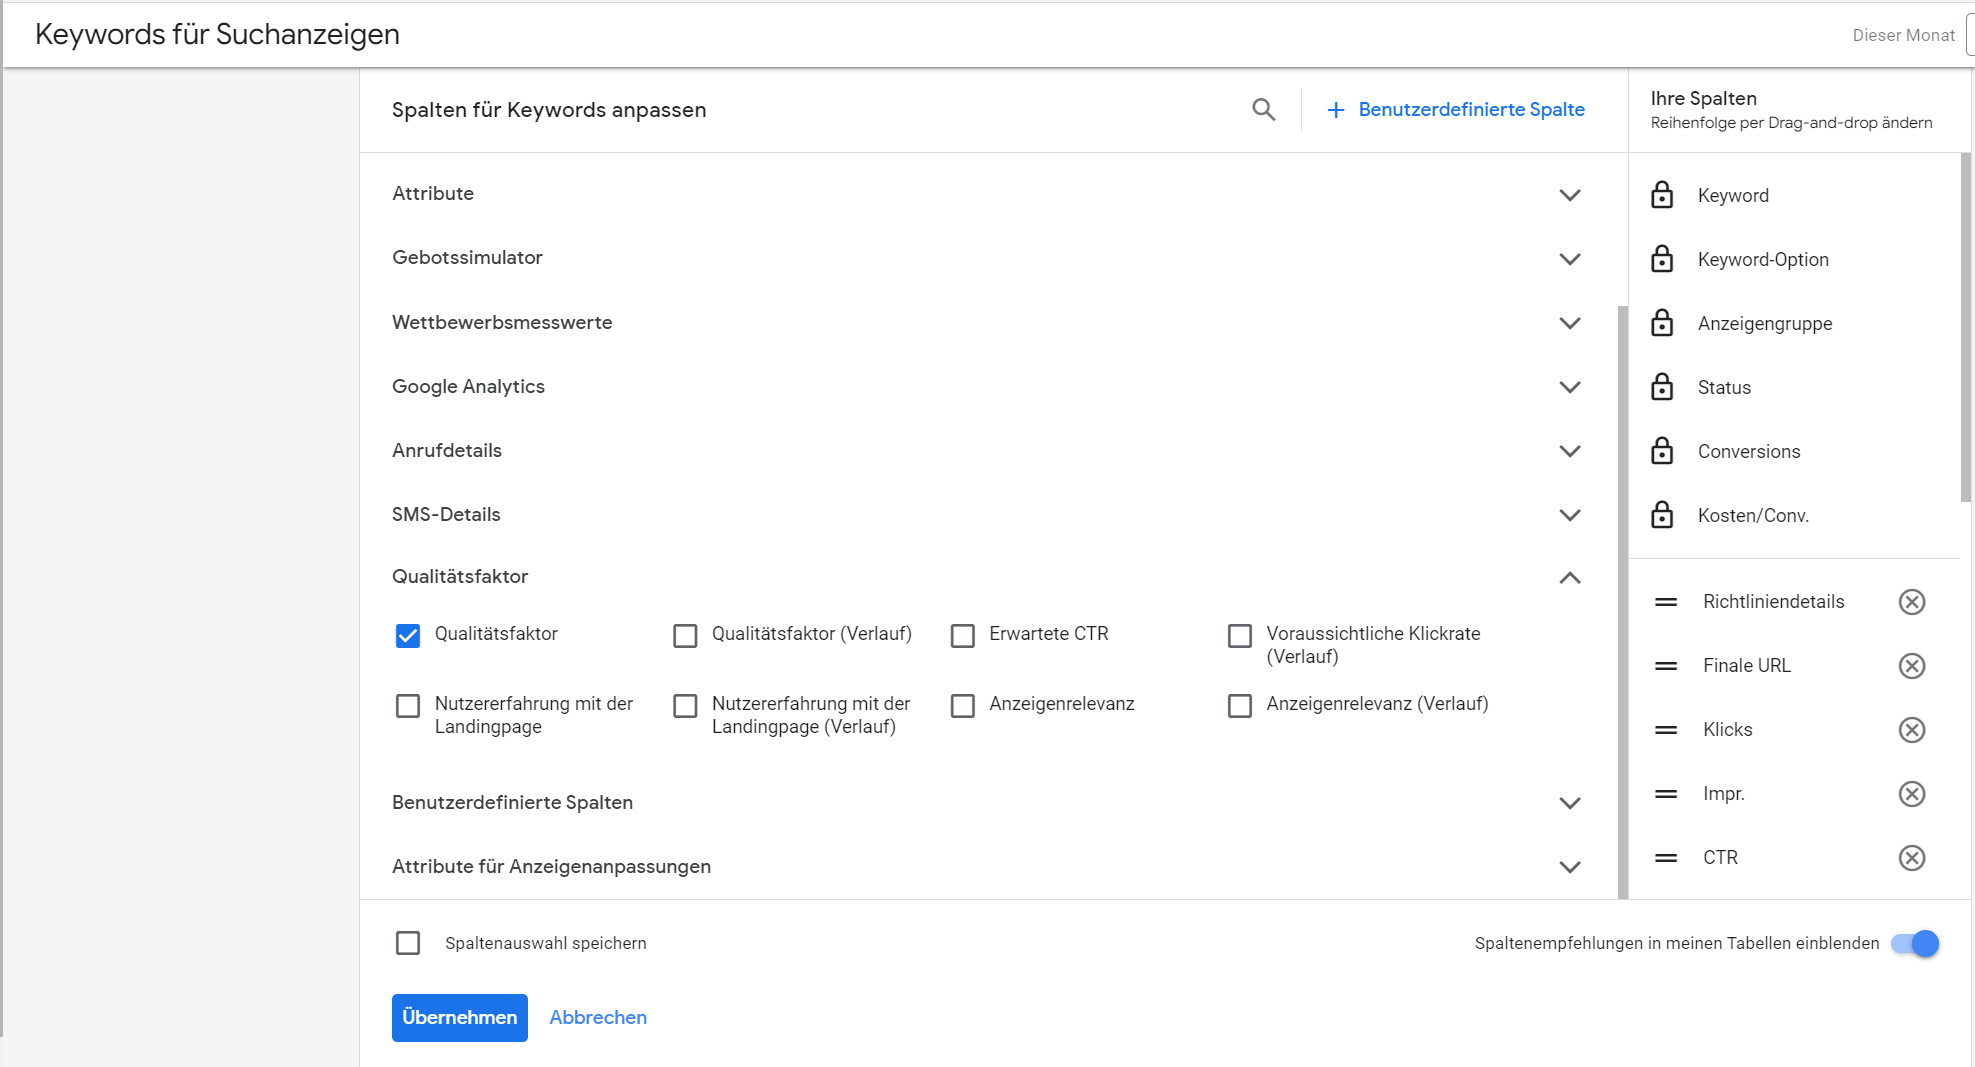 Keywords für Suchanzeigen
Dieser Monat
Spalten für Keywords anpassen
Benutzerdefinierte Spalte
Attribute
Gebotssimulator
Wettbewerbsmesswerte
Google Analytics
Anrufdetails
SMS-Details
Qualitätsfaktor
Qualitätsfaktor
Qualitätsfaktor (Verlauf)
Erwartete CTR
Voraussichtliche Klickrate
(Verlauf)
Nutzererfahrung mit der
Landingpage
Nutzererfahrung mit der
Landingpage (Verlauf)
Anzeigenrelevanz
Anzeigenrelevanz (Verlauf)
Benutzerdefinierte Spalten
Attribute für Anzeigenanpassungen
Ihre Spalten
Reihenfolge per Drag-and-drop ändern
Keyword
Keyword-Option
Anzeigengruppe
Status
Conversions
Kosten/Conv.
Richtliniendetails
Finale URL
Klicks
Impr.
CTR
Spaltenauswahl speichern
Spaltenempfehlungen in meinen Tabellen einblenden
Übernehmen
Abbrechen